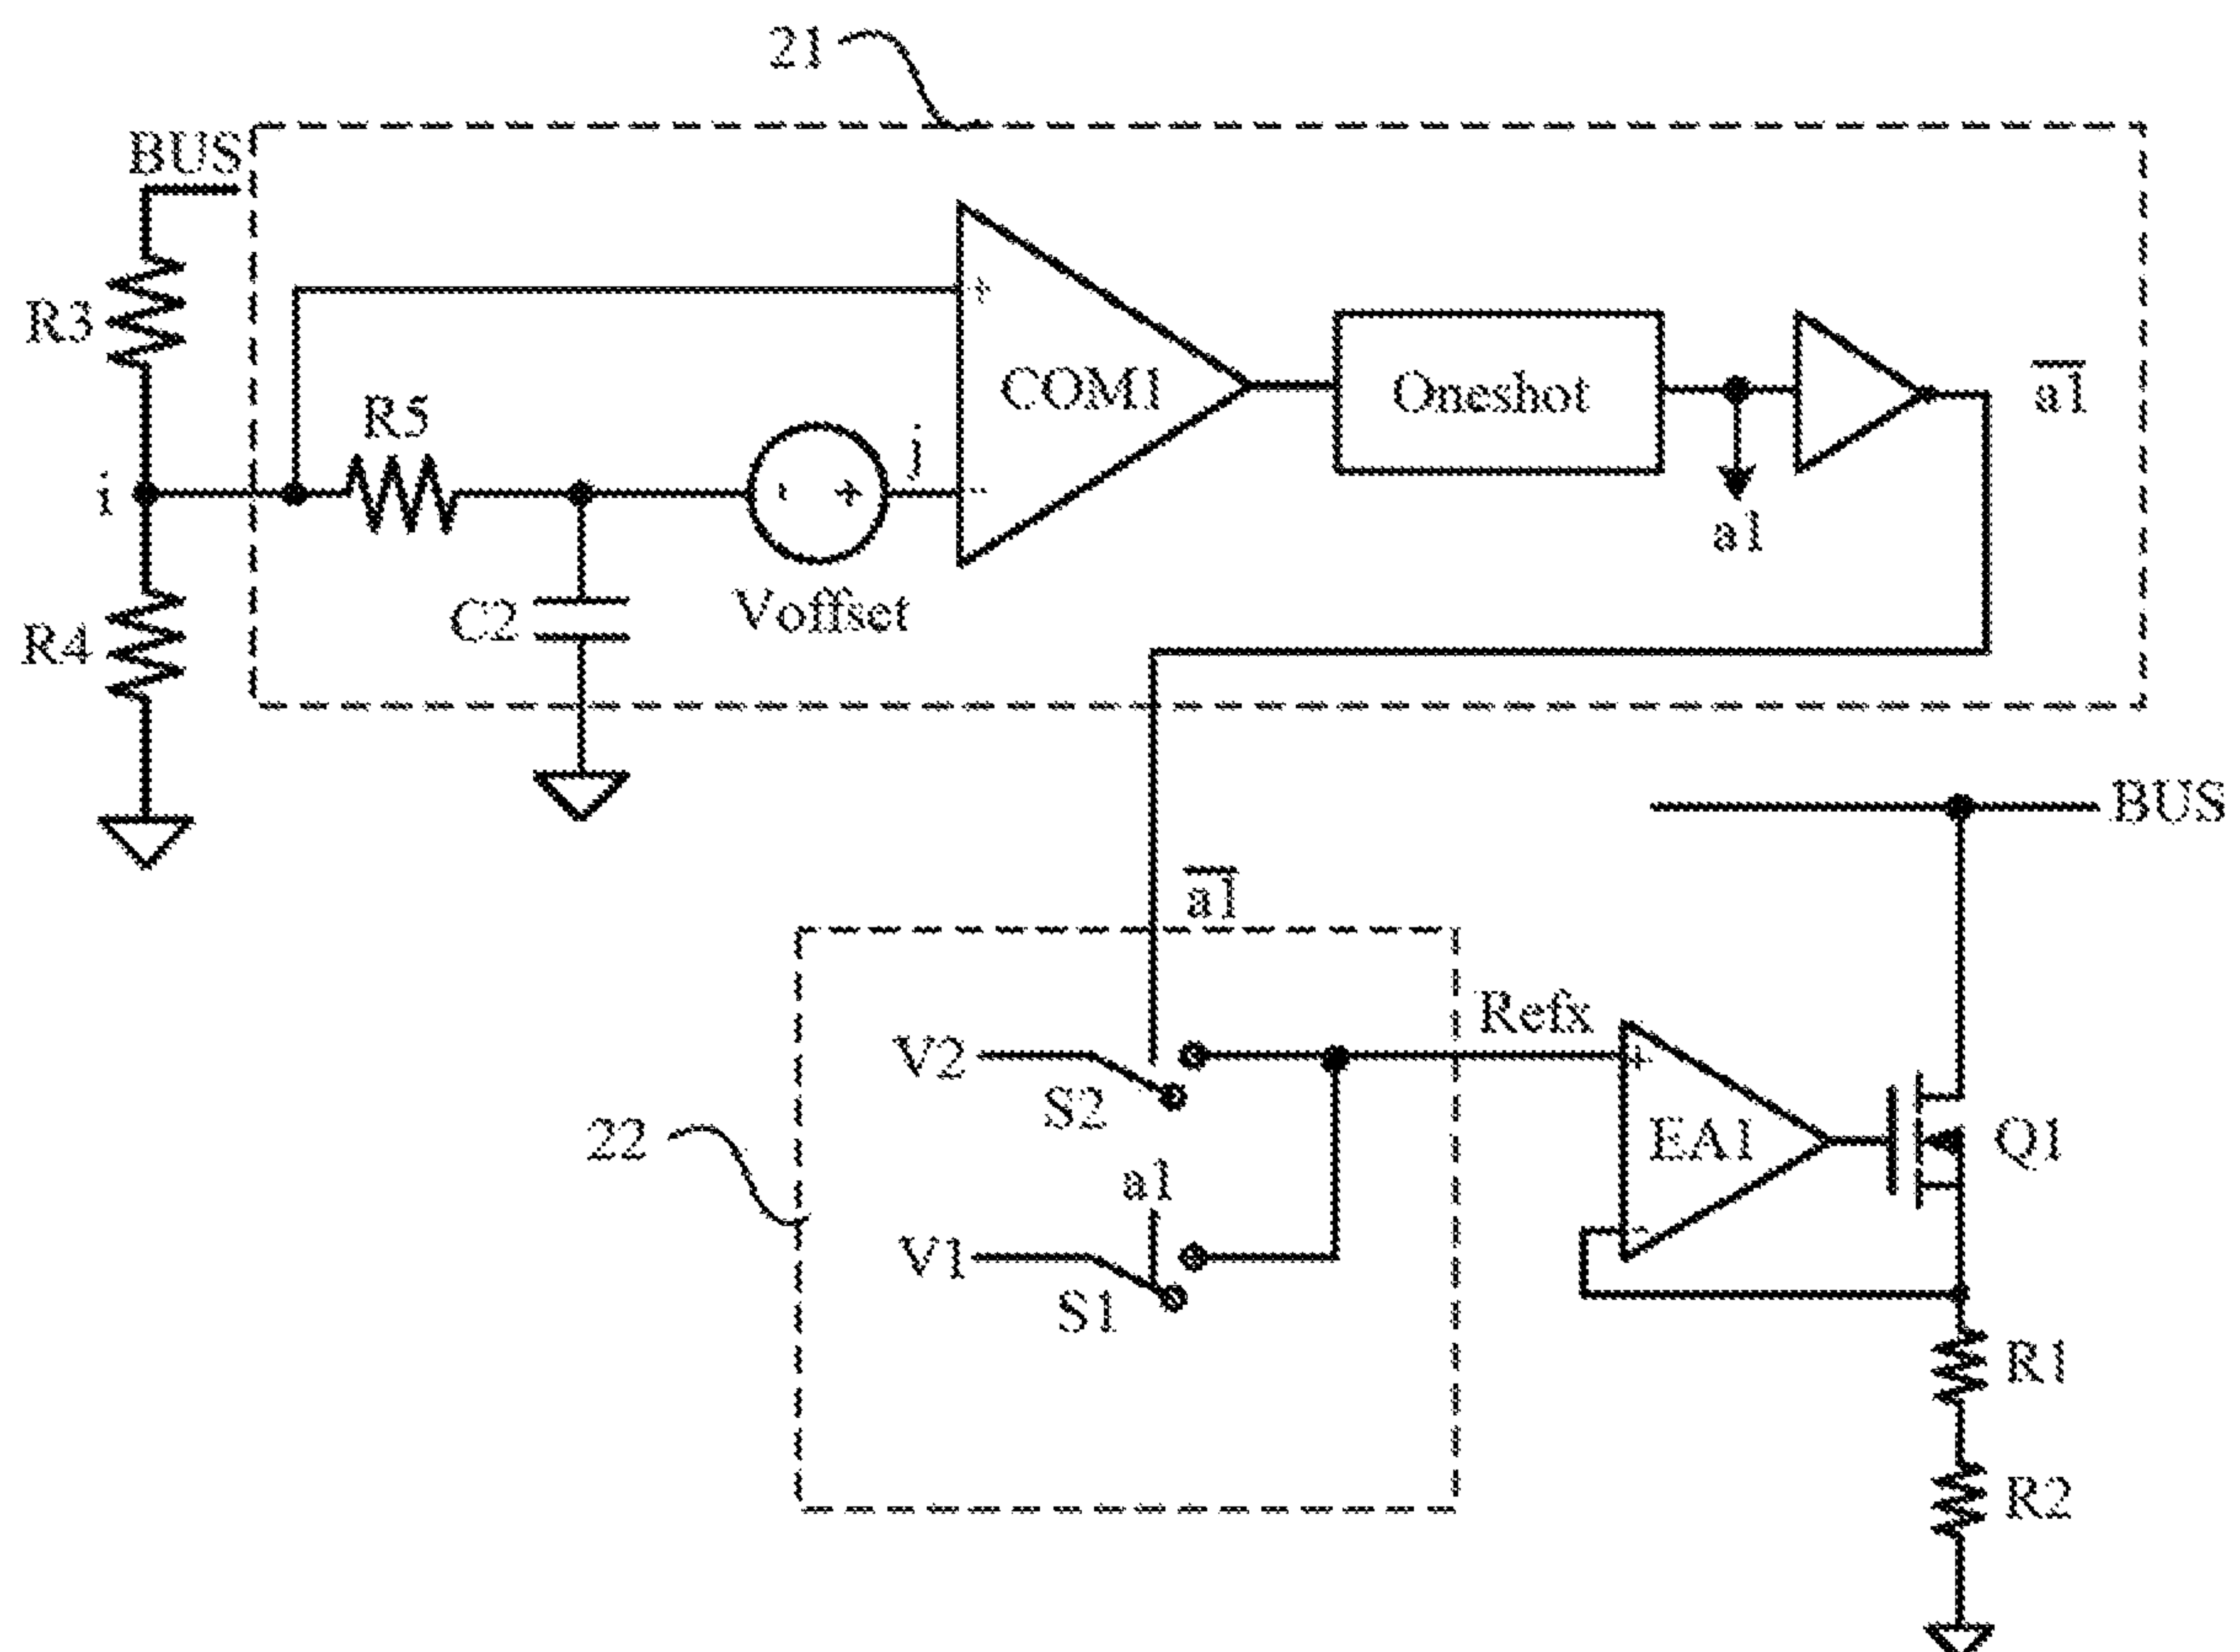 21
BUS
R3
+
COM1
Oneshot
a1
R5
j
i
- +
-
a1
C2
Voffset
R4
BUS
a1
Refx
V2
+
S2
22
EA1
Q1
a1
-
V1
S1
R1
R2